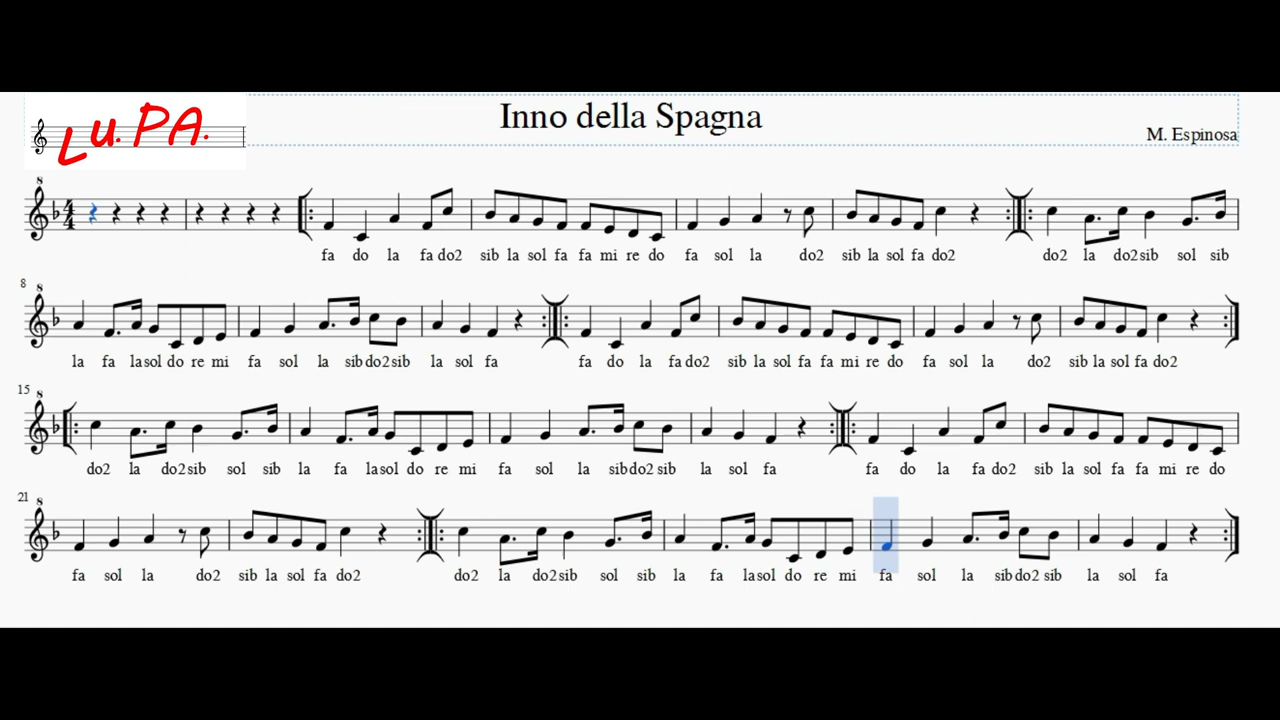 Lu.PA.
Inno della Spagna
M. Espinosa
fa do la fa do2 sib la sol fa fa mi re do fa sol la do2 sib la sol fa do2 do2 la do2 sib sol sib
8
la fa la sol do re mi fa sol la sib do2 sib la sol fa fa do la fa do2 sib la sol fa fa mi re do fa sol la do2 sib la sol fa do2
15
do2 la do2 sib sol sib la fa la sol do re mi fa sol la sib do2 sib la sol fa fa do la fa do2 sib la sol fa fa mi re do
21
fa sol la do2 sib la sol fa do2 do2 la do2 sib sol sib la fa la sol do re mi fa sol la sib do2 sib la sol fa